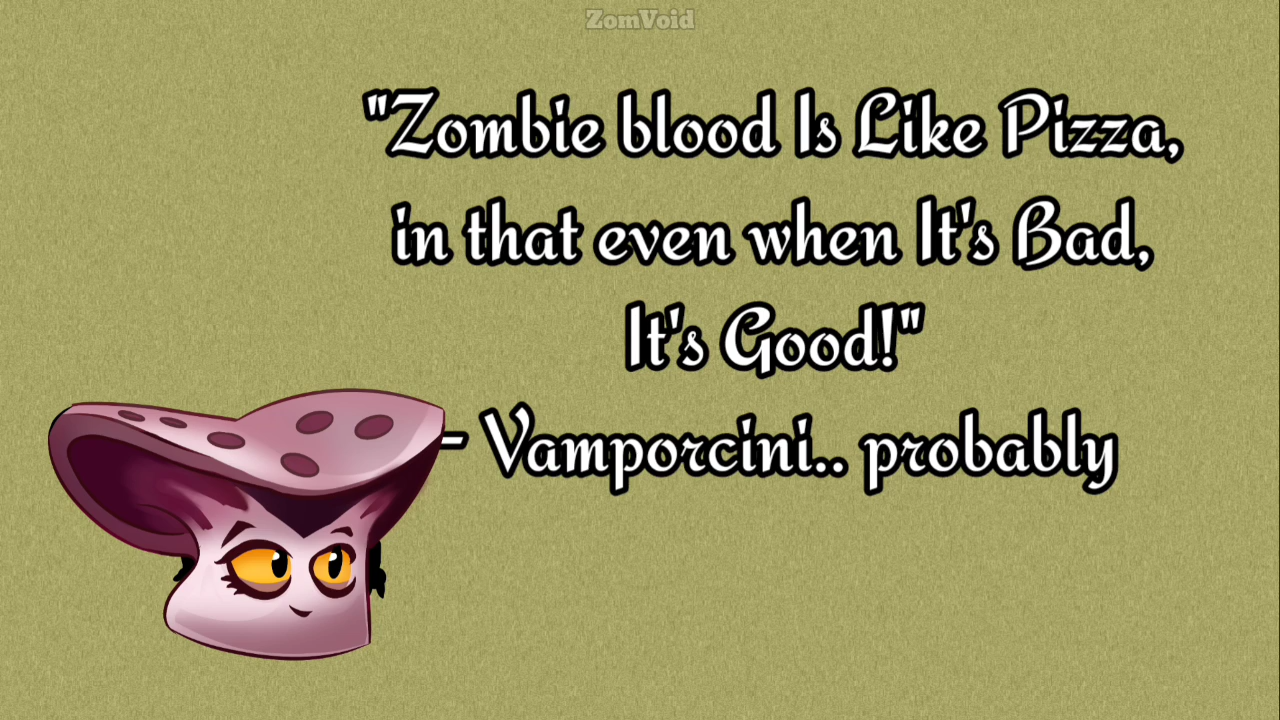 ZomVoid
"Zombie blood Is Like Pizza,
in that even when It's Bad,
It's Good!"
- Vamporcini.. probably